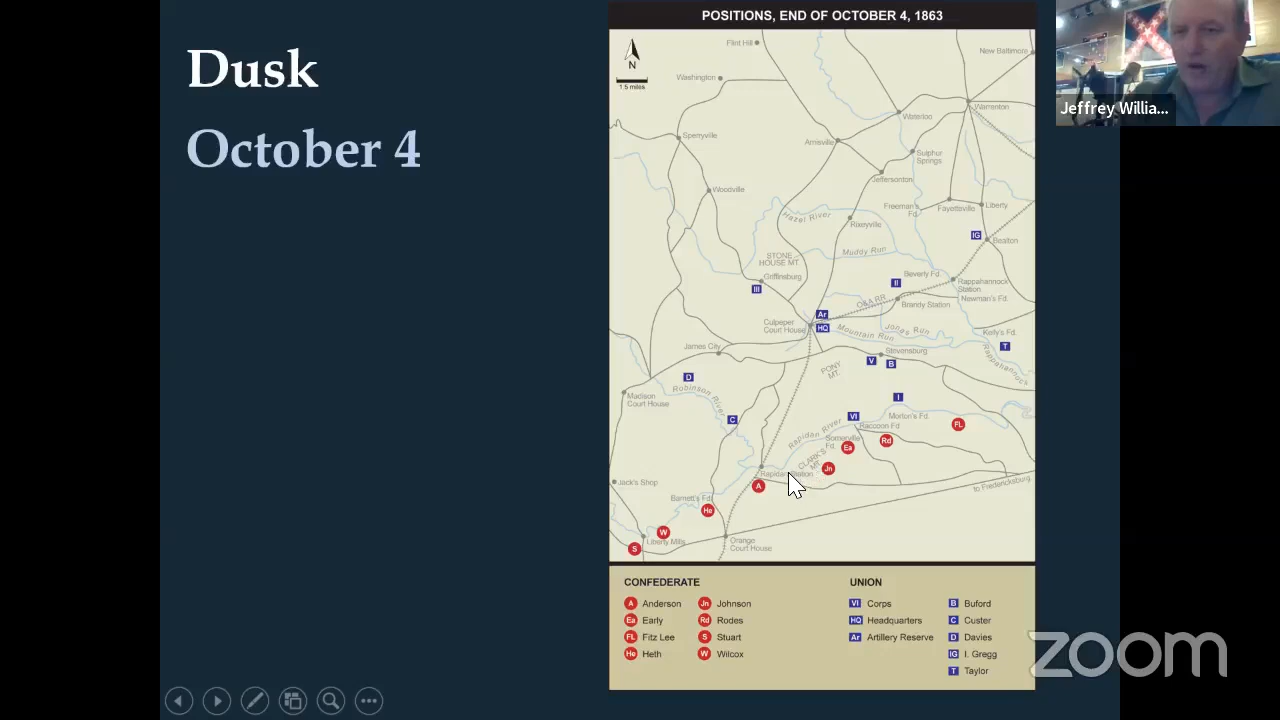 Dusk
October 4
POSITIONS, END OF OCTOBER 4, 1863
N
1.5 miles
Flint Hill
New Baltimore
Washington
Warrenton
Waterloo
Sperryville
Amisville
Sulphur
Springs
Jeffersonton
Woodville
Freeman's
Fd.
Fayetteville
Liberty
Hazel River
Rixeyville
IG
Bealton
Muddy Run
STONE
HOUSE MT.
Griffinsburg
Beverly Fd.
III
II
Rappahannock
Station
O&A RR
Newman's Fd.
Brandy Station
Ar
Culpeper
Court House
HQ
Jonas Run
Mountain Run
Kelly's Fd.
T
James City
Stevensburg
Rappahannock
V
B
PONY
MT.
D
Robinson River
Madison
Court House
I
C
VI
Morton's Fd.
Raccoon Fd
FL
Rapidan River
Somerville
Fd.
Rd
Ea
CLARK'S
MT.
Jn
Rapidan Station
Jack's Shop
A
to Fredericksburg
Barnett's Fd.
He
W
Liberty Mills
Orange
Court House
S
CONFEDERATE
A Anderson
Ea Early
FL Fitz Lee
He Heth
Jn Johnson
Rd Rodes
S Stuart
W Wilcox
UNION
VI Corps
HQ Headquarters
Ar Artillery Reserve
B Buford
C Custer
D Davies
IG I. Gregg
T Taylor
Jeffrey Willia...
zoom